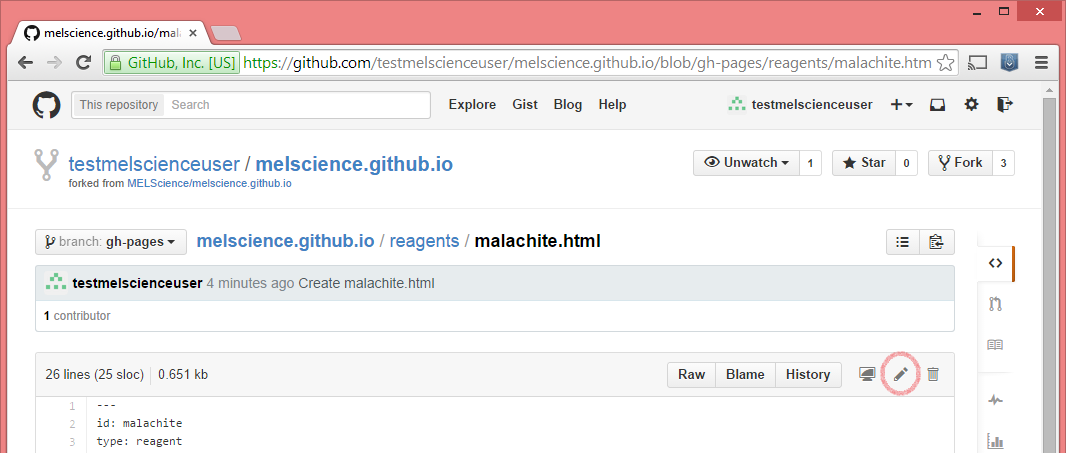 melscience.github.io/mala
GitHub, Inc. [US] https://github.com/testmelscienceuser/melscience.github.io/blob/gh-pages/reagents/malachite.htm
This repository Search Explore Gist Blog Help testmelscienceuser
testmelscienceuser / melscience.github.io Unwatch 1 Star 0 Fork 3
forked from MELScience/melscience.github.io
branch: gh-pages melscience.github.io / reagents / malachite.html
testmelscienceuser 4 minutes ago Create malachite.html
1 contributor
26 lines (25 sloc) 0.651 kb Raw Blame History
1 ---
2 id: malachite
3 type: reagent